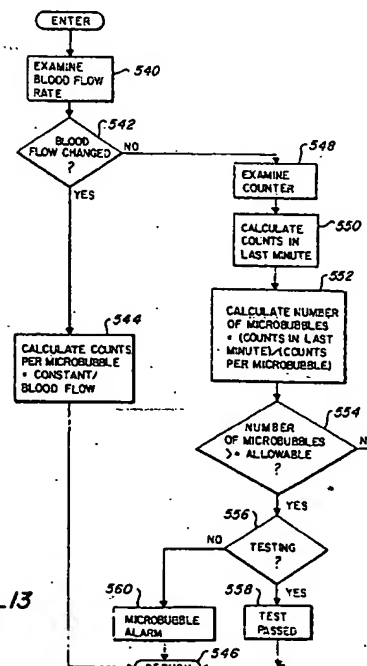 ENTER
EXAMINE
BLOOD FLOW
RATE
540
542
BLOOD
FLOW CHANGED
?
NO
YES
548
EXAMINE
COUNTER
550
CALCULATE
COUNTS IN
LAST MINUTE
552
CALCULATE NUMBER
OF MICROBUBBLES
= (COUNTS IN LAST
MINUTE)/(COUNTS
PER MICROBUBBLE)
544
CALCULATE COUNTS
PER MICROBUBBLE
= CONSTANT/
BLOOD FLOW
554
NUMBER
OF MICROBUBBLES
>= ALLOWABLE
?
YES
556
TESTING
?
NO
YES
560
MICROBUBBLE
ALARM
558
TEST
PASSED
13
546